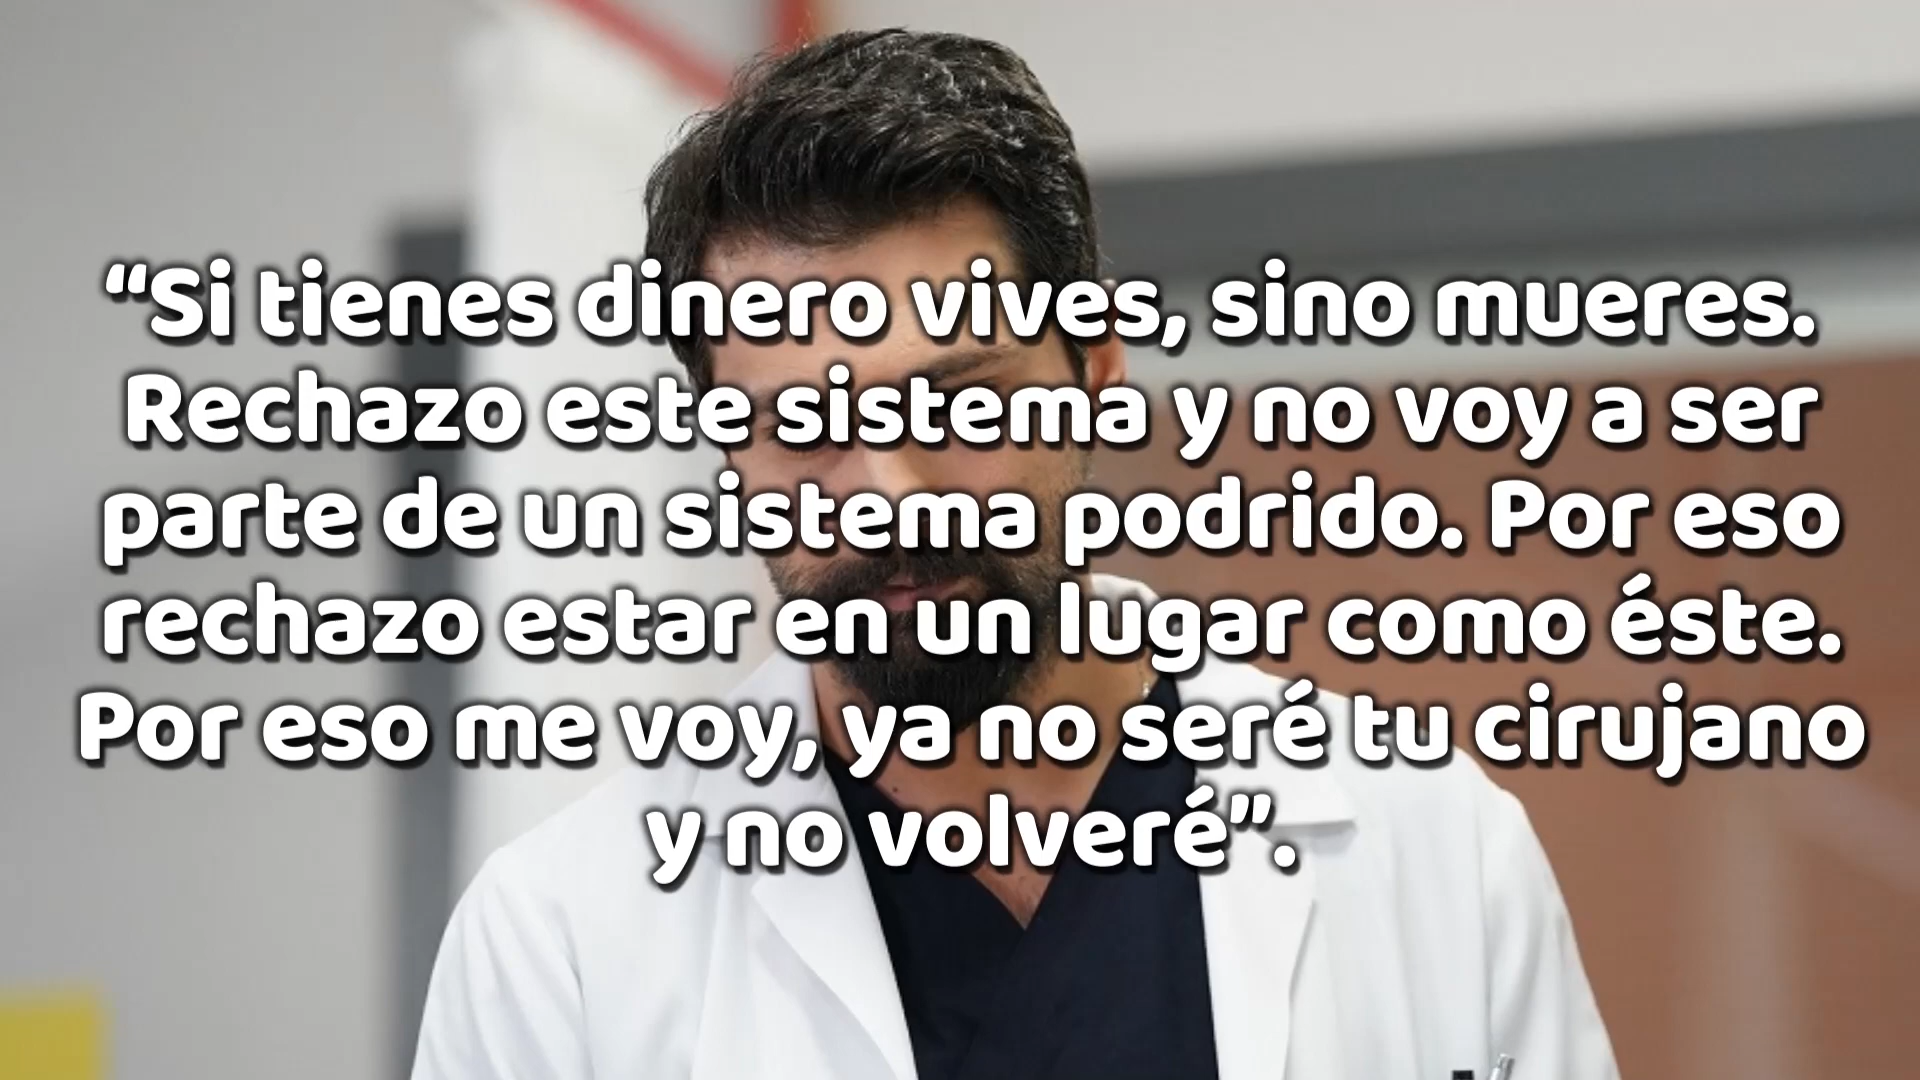 “Si tienes dinero vives, sino mueres.
Rechazo este sistema y no voy a ser
parte de un sistema podrido. Por eso
rechazo estar en un lugar como éste.
Por eso me voy, ya no seré tu cirujano
y no volveré”.